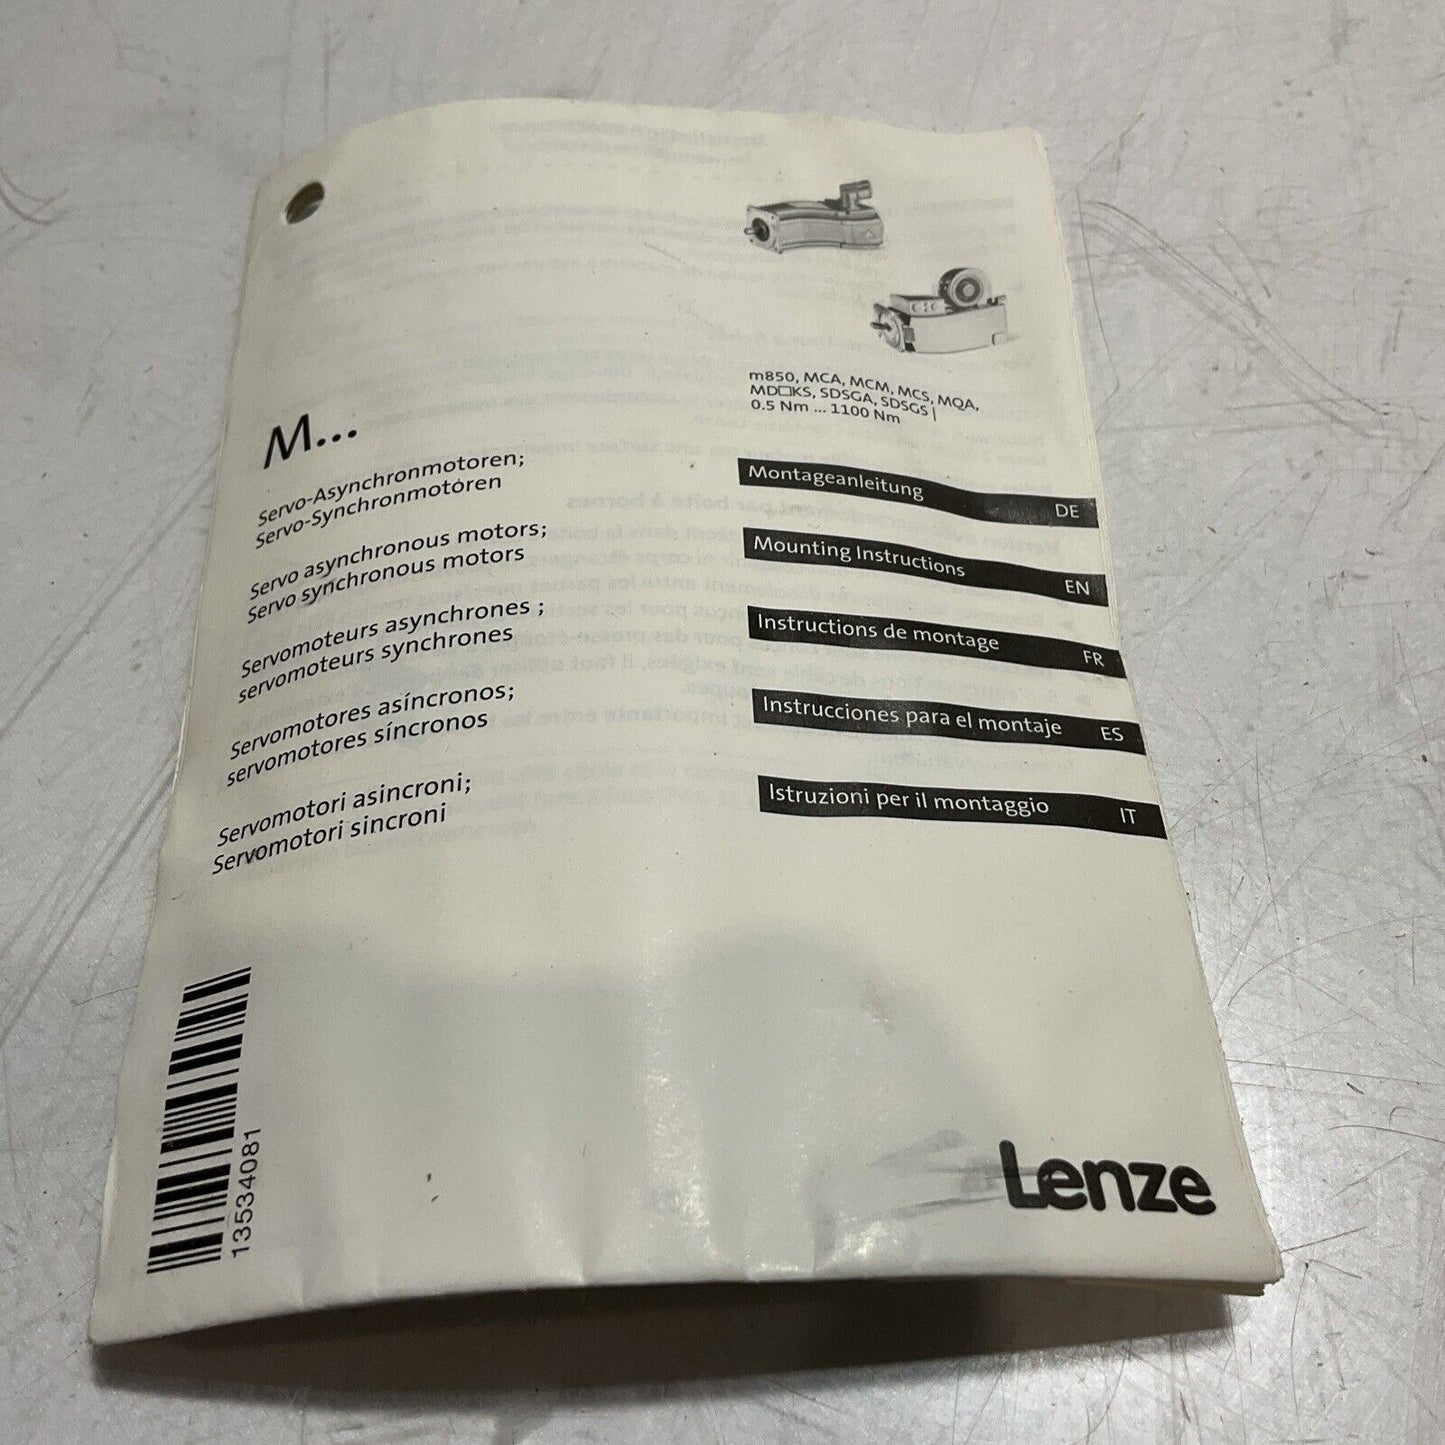 m850, MCA, MCM, MCS, MQA,
MD□KS, SDSGA, SDSGS |
0.5 Nm ... 1100 Nm
M...
Servo-Asynchronmotoren;
Servo-Synchronmotoren
Servo asynchronous motors;
Servo synchronous motors
Servomoteurs asynchrones ;
servomoteurs synchrones
Servomotores asíncronos;
servomotores síncronos
Servomotori asincroni;
Servomotori sincroni
Montageanleitung DE
Mounting Instructions EN
Instructions de montage FR
Instrucciones para el montaje ES
Istruzioni per il montaggio IT
13534081
Lenze